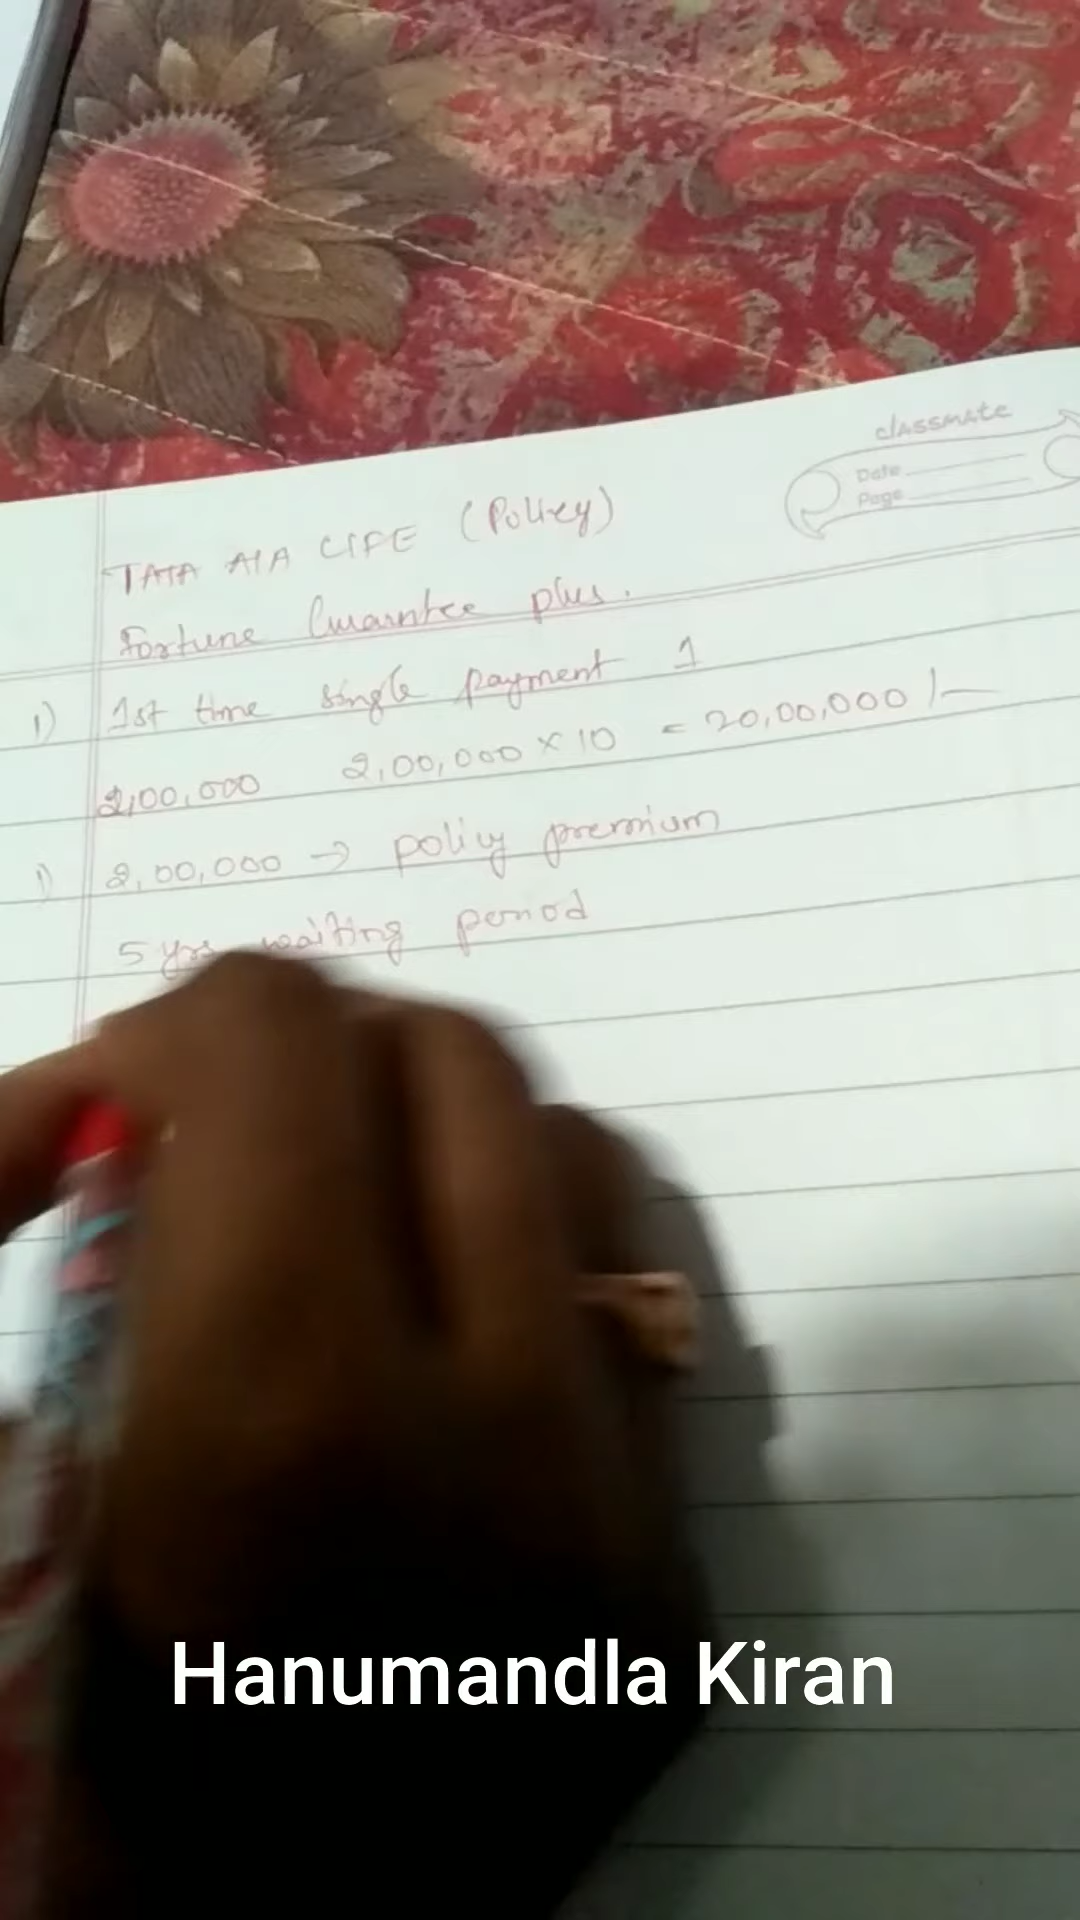 classmate
Date
Page
TATA AIA LIFE (Policy)
Fortune Guarntee plus.
1) 1st time single payment 1
2,00,000 2,00,000 × 10 = 20,00,000/-
1) 2,00,000 → policy premium
5 yrs waiting period
Hanumandla Kiran